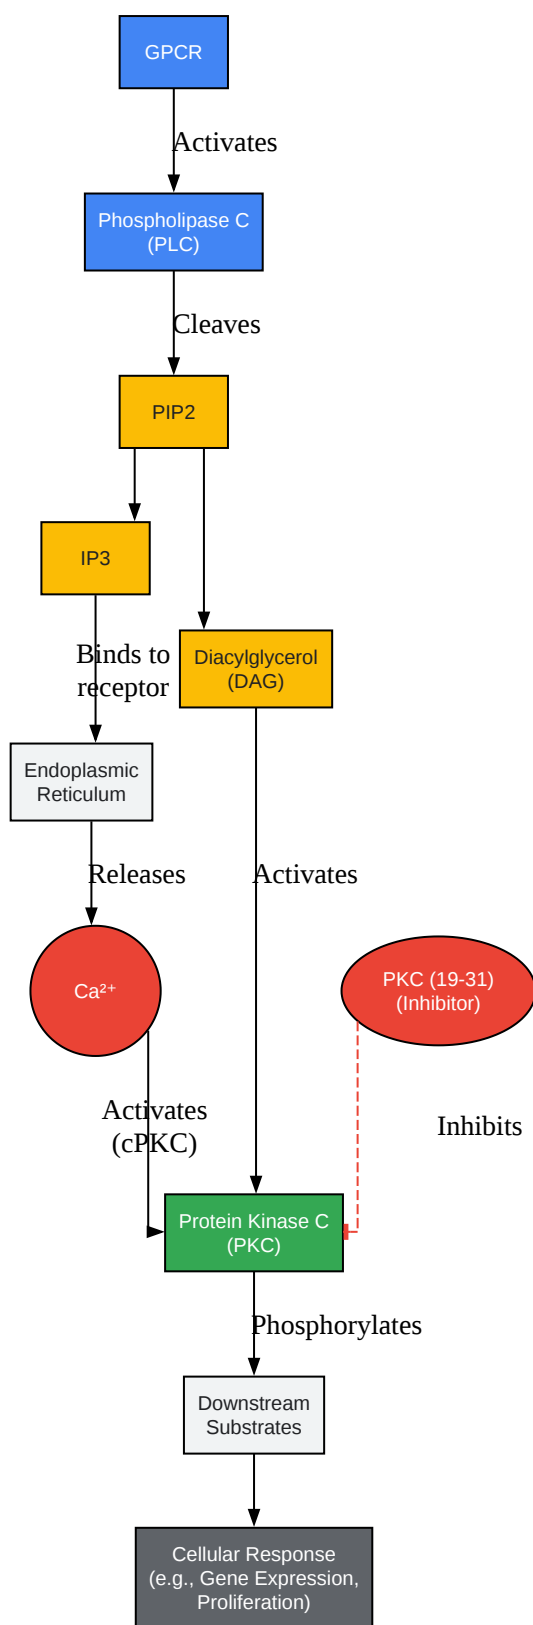 GPCR
Activates
Phospholipase C
(PLC)
Cleaves
PIP2
IP3
Binds to
receptor
Diacylglycerol
(DAG)
Endoplasmic
Reticulum
Releases
Activates
Ca²⁺
PKC (19-31)
(Inhibitor)
Activates
(cPKC)
Inhibits
Protein Kinase C
(PKC)
Phosphorylates
Downstream
Substrates
Cellular Response
(e.g., Gene Expression,
Proliferation)